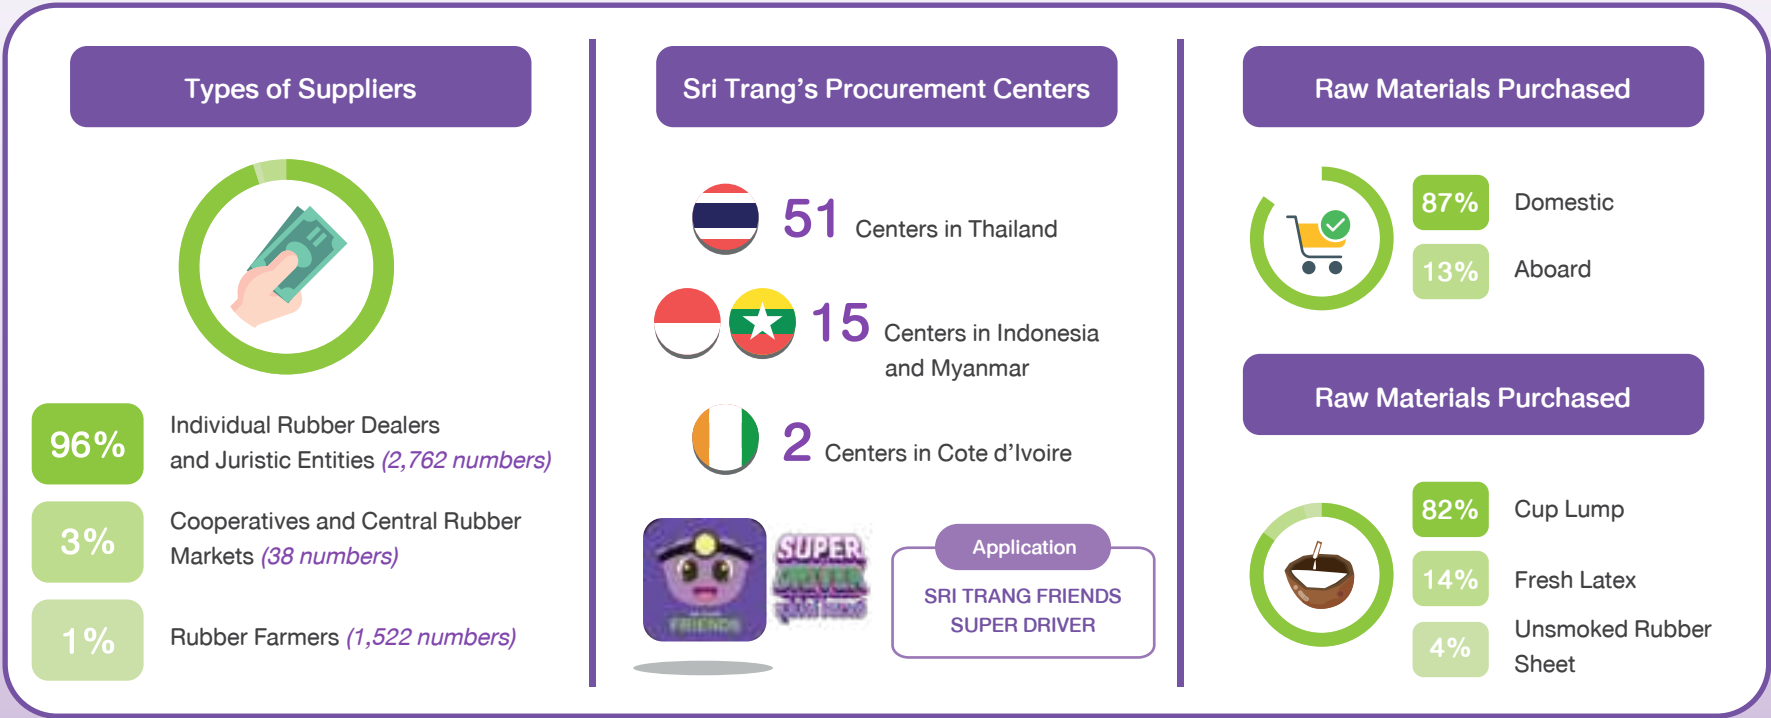 Types of Suppliers
96%
Individual Rubber Dealers
and Juristic Entities (2,762 numbers)
3%
Cooperatives and Central Rubber
Markets (38 numbers)
1%
Rubber Farmers (1,522 numbers)
Sri Trang's Procurement Centers
51 Centers in Thailand
15 Centers in Indonesia
and Myanmar
2 Centers in Cote d'Ivoire
FRIENDS
SUPER
DRIVER
Application
SRI TRANG FRIENDS
SUPER DRIVER
Raw Materials Purchased
87% Domestic
13% Aboard
Raw Materials Purchased
82% Cup Lump
14% Fresh Latex
4%
Unsmoked Rubber
Sheet